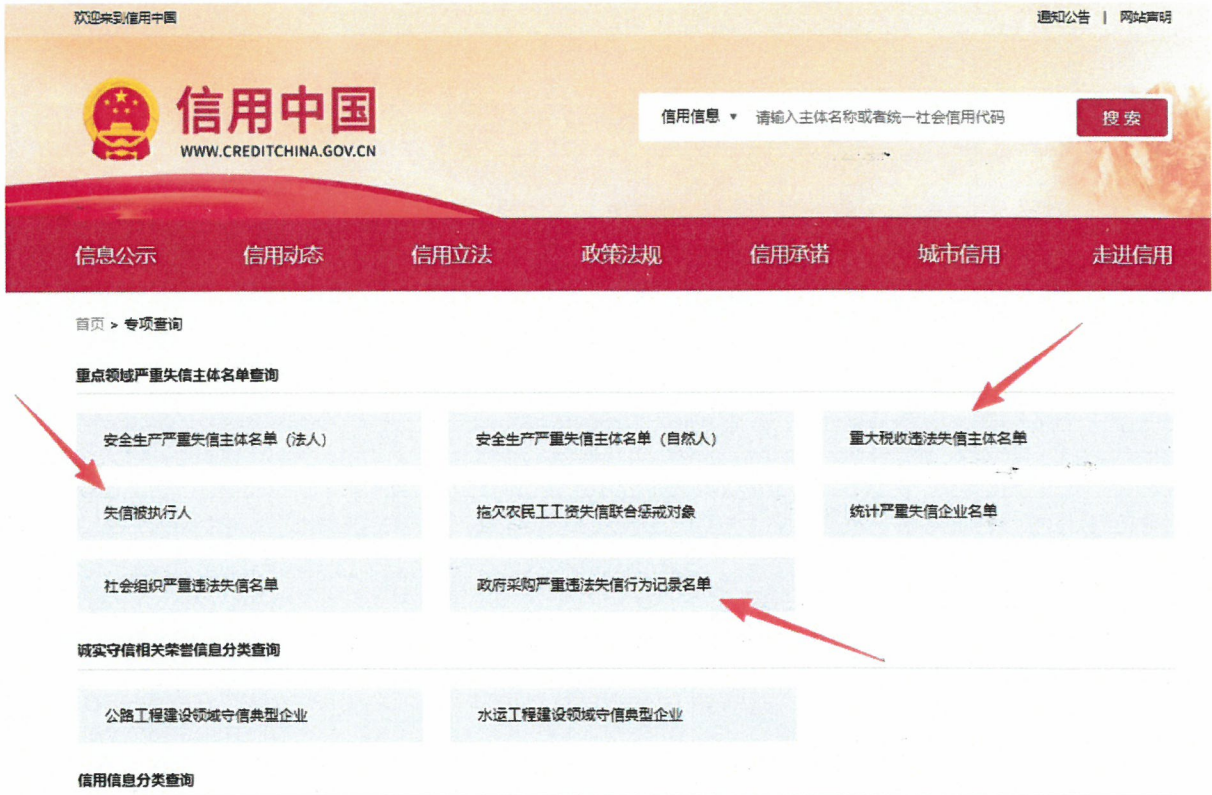 欢迎来到信用中国
通知公告 | 网站声明
信用中国
WWW.CREDITCHINA.GOV.CN
信用信息 ▼ 请输入主体名称或者统一社会信用代码 搜索
信息公示 信用动态 信用立法 政策法规 信用承诺 城市信用 走进信用
首页 > 专项查询
重点领域严重失信主体名单查询
安全生产严重失信主体名单（法人） 安全生产严重失信主体名单（自然人） 重大税收违法失信主体名单
失信被执行人 拖欠农民工工资失信联合惩戒对象 统计严重失信企业名单
社会组织严重违法失信名单 政府采购严重违法失信行为记录名单
诚实守信相关荣誉信息分类查询
公路工程建设领域守信典型企业 水运工程建设领域守信典型企业
信用信息分类查询